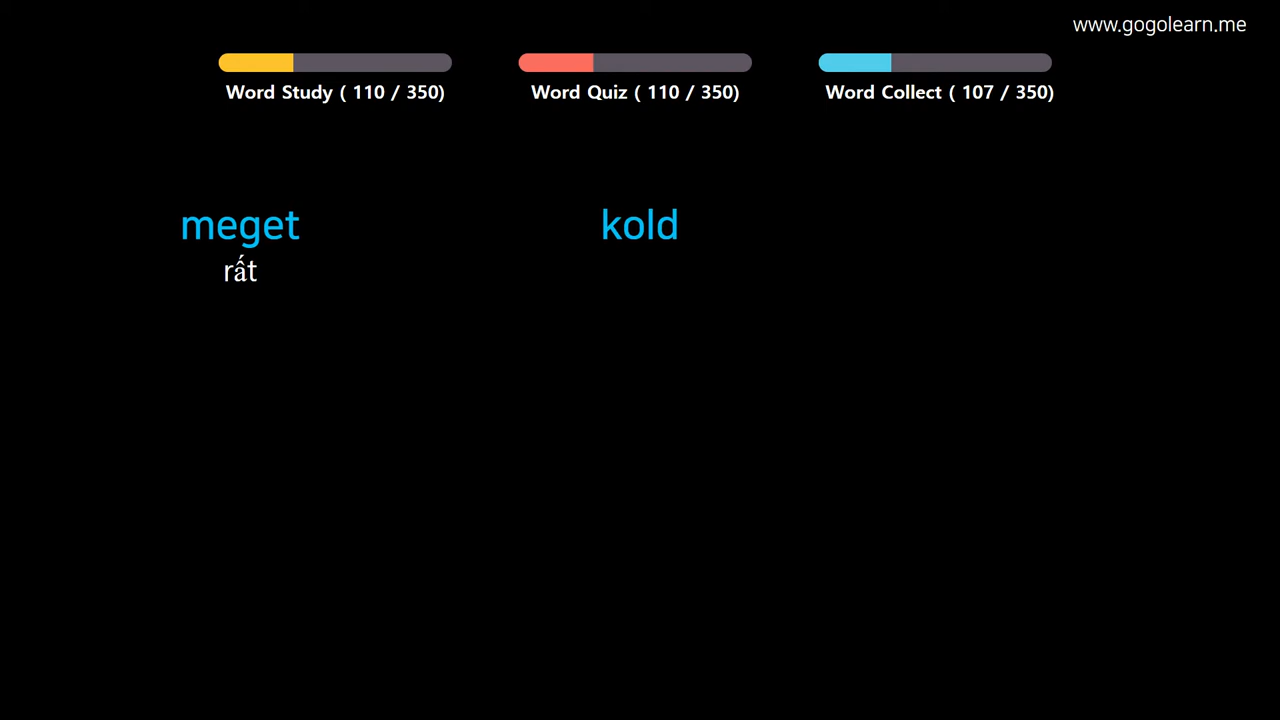 www.gogolearn.me
Word Study ( 110 / 350)
Word Quiz ( 110 / 350)
Word Collect ( 107 / 350)
meget
rất
kold